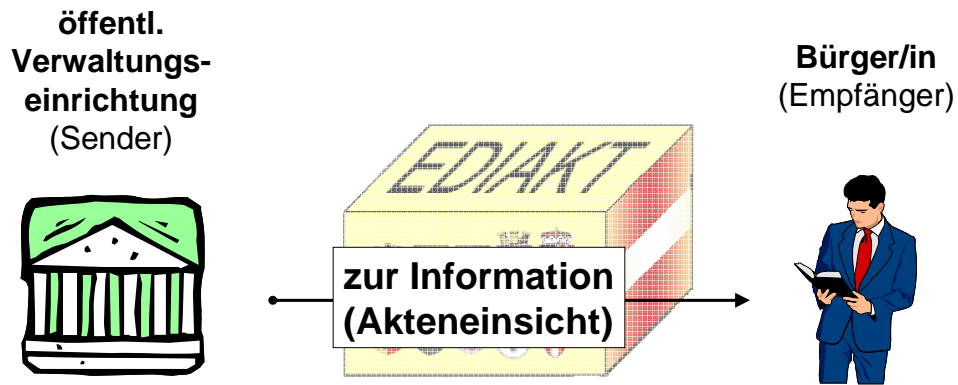 öffentl.
Verwaltungs-
einrichtung
(Sender)
Bürger/in
(Empfänger)
EDIAKT
zur Information
(Akteneinsicht)